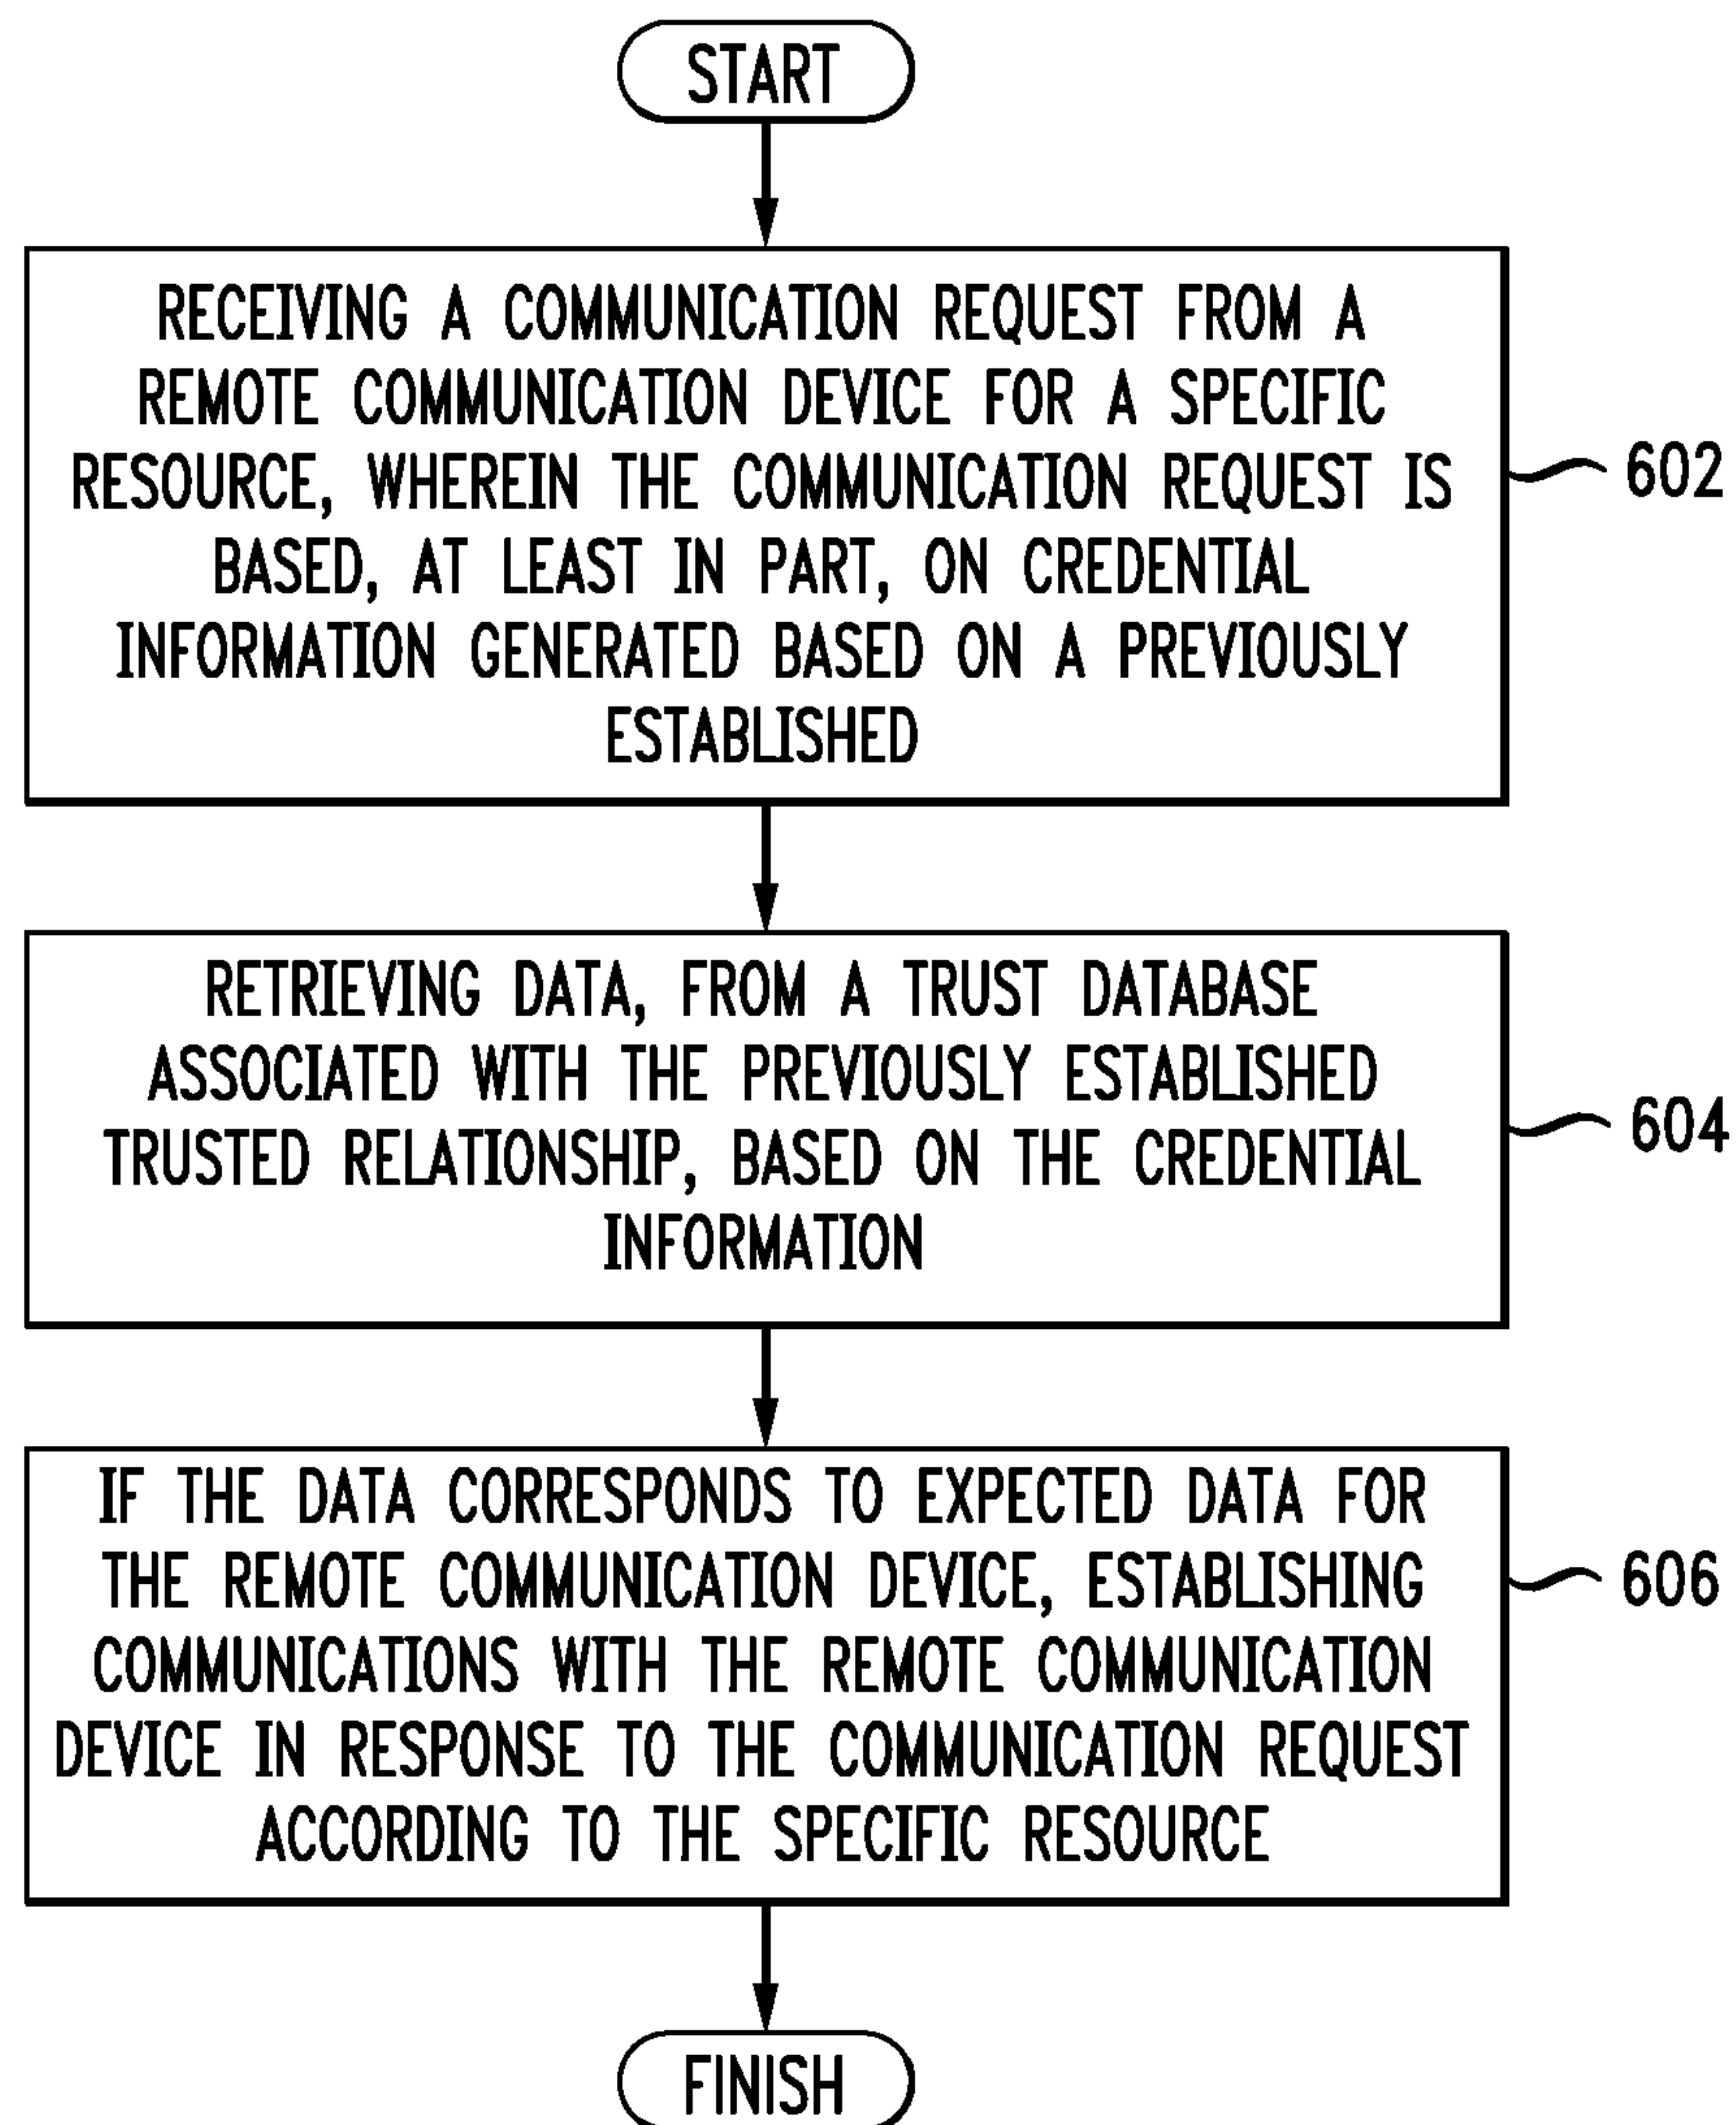 START
RECEIVING A COMMUNICATION REQUEST FROM A
REMOTE COMMUNICATION DEVICE FOR A SPECIFIC
RESOURCE, WHEREIN THE COMMUNICATION REQUEST IS
BASED, AT LEAST IN PART, ON CREDENTIAL
INFORMATION GENERATED BASED ON A PREVIOUSLY
ESTABLISHED
602
RETRIEVING DATA, FROM A TRUST DATABASE
ASSOCIATED WITH THE PREVIOUSLY ESTABLISHED
TRUSTED RELATIONSHIP, BASED ON THE CREDENTIAL
INFORMATION
604
IF THE DATA CORRESPONDS TO EXPECTED DATA FOR
THE REMOTE COMMUNICATION DEVICE, ESTABLISHING
COMMUNICATIONS WITH THE REMOTE COMMUNICATION
DEVICE IN RESPONSE TO THE COMMUNICATION REQUEST
ACCORDING TO THE SPECIFIC RESOURCE
606
FINISH